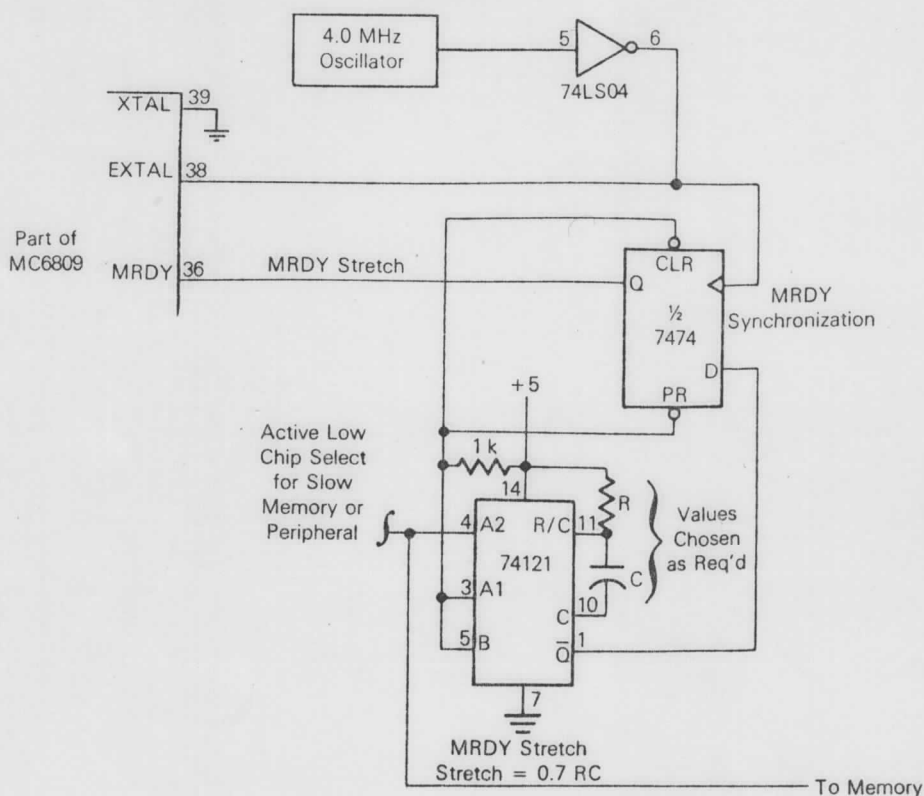 4.0 MHz
Oscillator
5
6
74LS04
XTAL
39
EXTAL
38
Part of
MC6809
MRDY
36
MRDY Stretch
Q
CLR
½
7474
D
PR
MRDY
Synchronization
+5
1 k
14
Active Low
Chip Select
for Slow
Memory or
Peripheral
4
A2
R/C
11
R
74121
Values
Chosen
as Req'd
3
A1
C
10
C
5
B
Q̅
1
7
MRDY Stretch
Stretch = 0.7 RC
To Memory